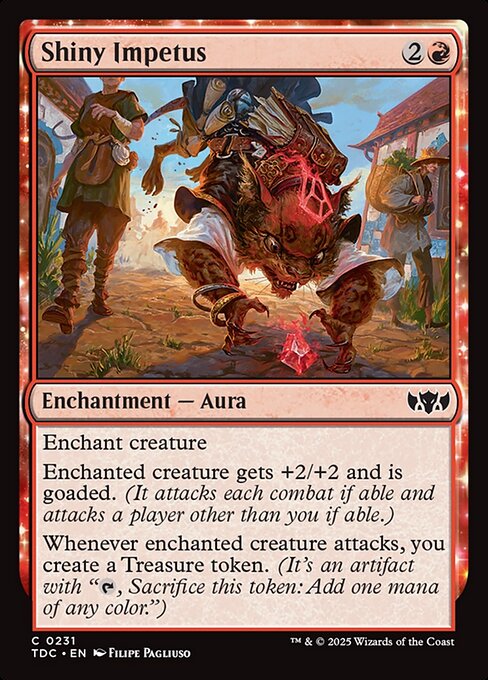 Shiny Impetus 2
Enchantment — Aura
Enchant creature
Enchanted creature gets +2/+2 and is
goaded. (It attacks each combat if able and
attacks a player other than you if able.)
Whenever enchanted creature attacks, you
create a Treasure token. (It's an artifact
with “, Sacrifice this token: Add one mana
of any color.”)
C 0231
TDC • EN Filipe Pagliuso
™ & © 2025 Wizards of the Coast